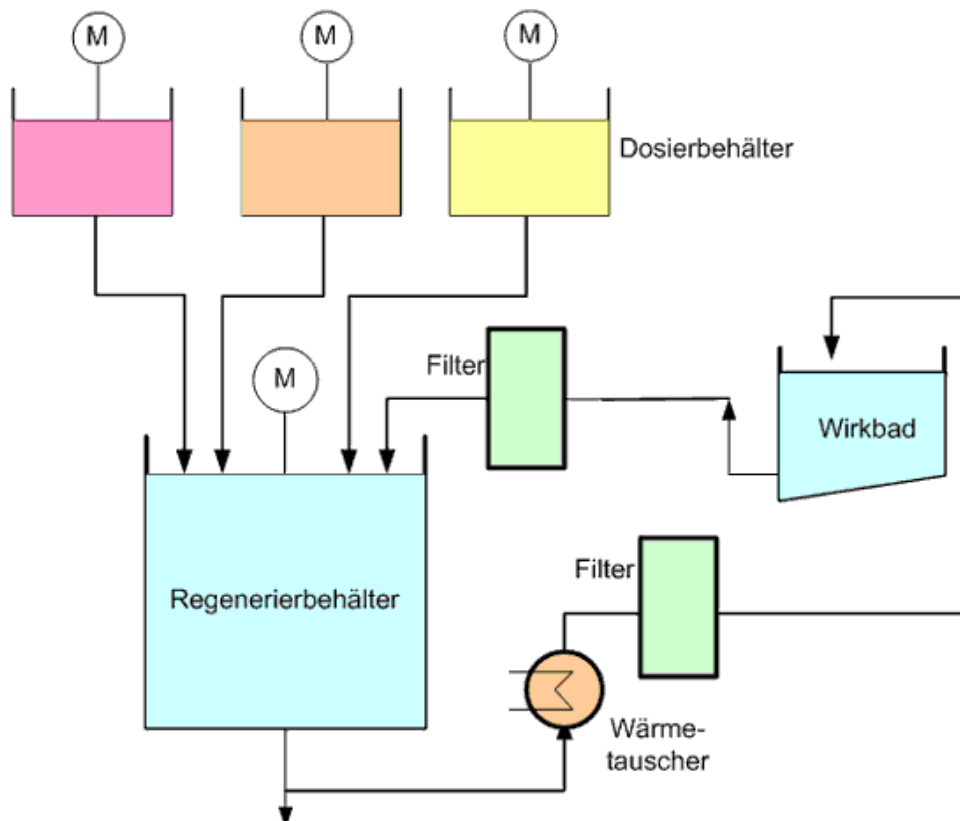 M
M
M
Dosierbehälter
Filter
M
Wirkbad
Filter
Regenerierbehälter
Wärme-
tauscher